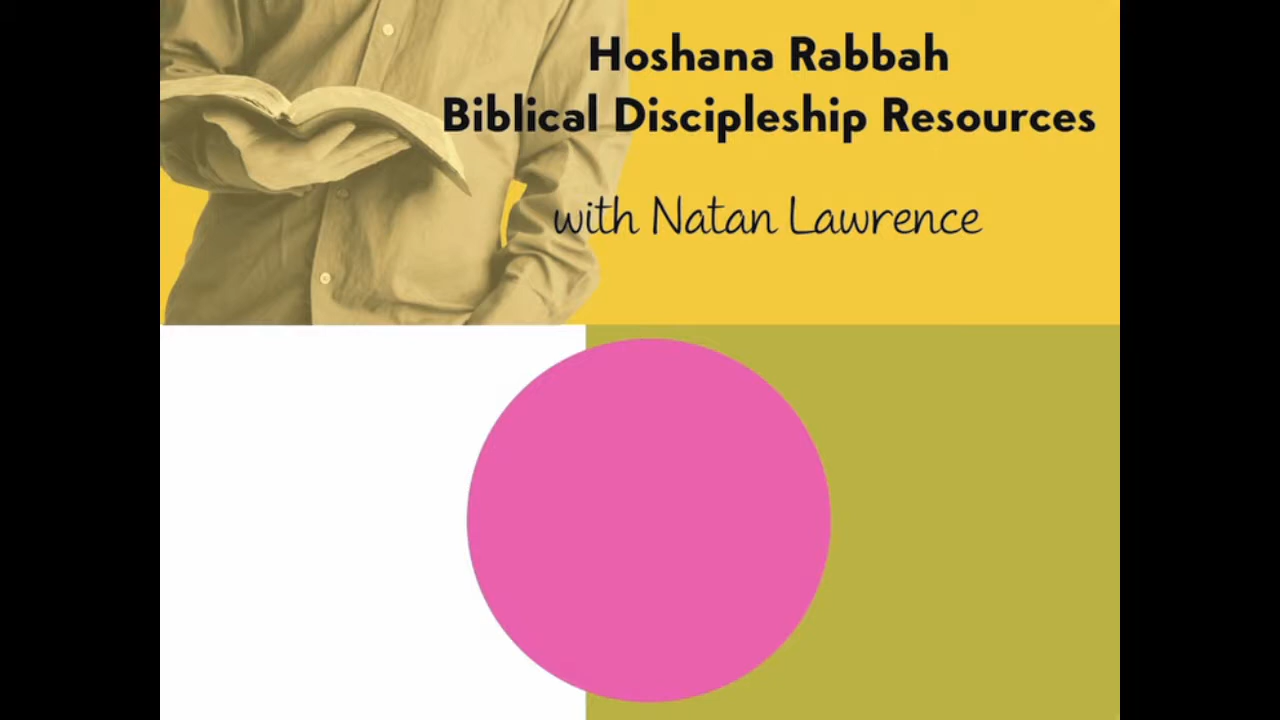 Hoshana Rabbah
Biblical Discipleship Resources
with Natan Lawrence